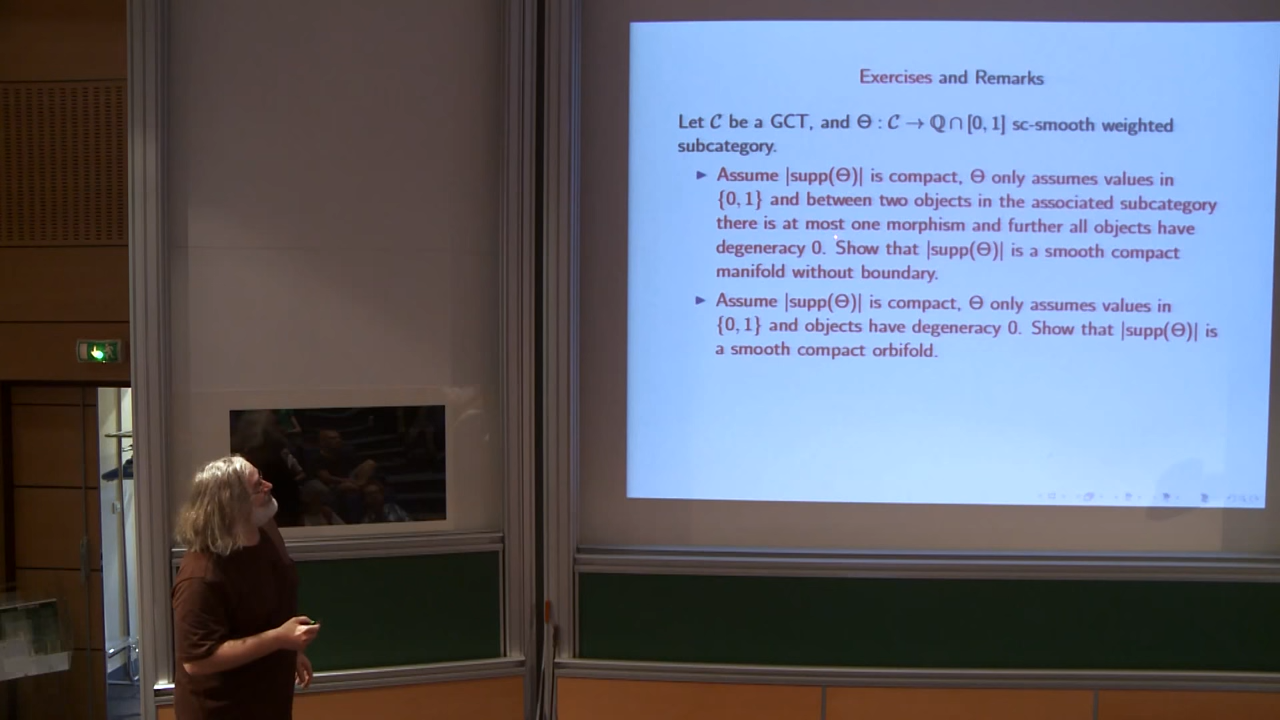 Exercises and Remarks
Let 𝒞 be a GCT, and Θ : 𝒞 → ℚ ∩ [0, 1] sc-smooth weighted
subcategory.
▶ Assume |supp(Θ)| is compact, Θ only assumes values in
{0, 1} and between two objects in the associated subcategory
there is at most one morphism and further all objects have
degeneracy 0. Show that |supp(Θ)| is a smooth compact
manifold without boundary.
▶ Assume |supp(Θ)| is compact, Θ only assumes values in
{0, 1} and objects have degeneracy 0. Show that |supp(Θ)| is
a smooth compact orbifold.